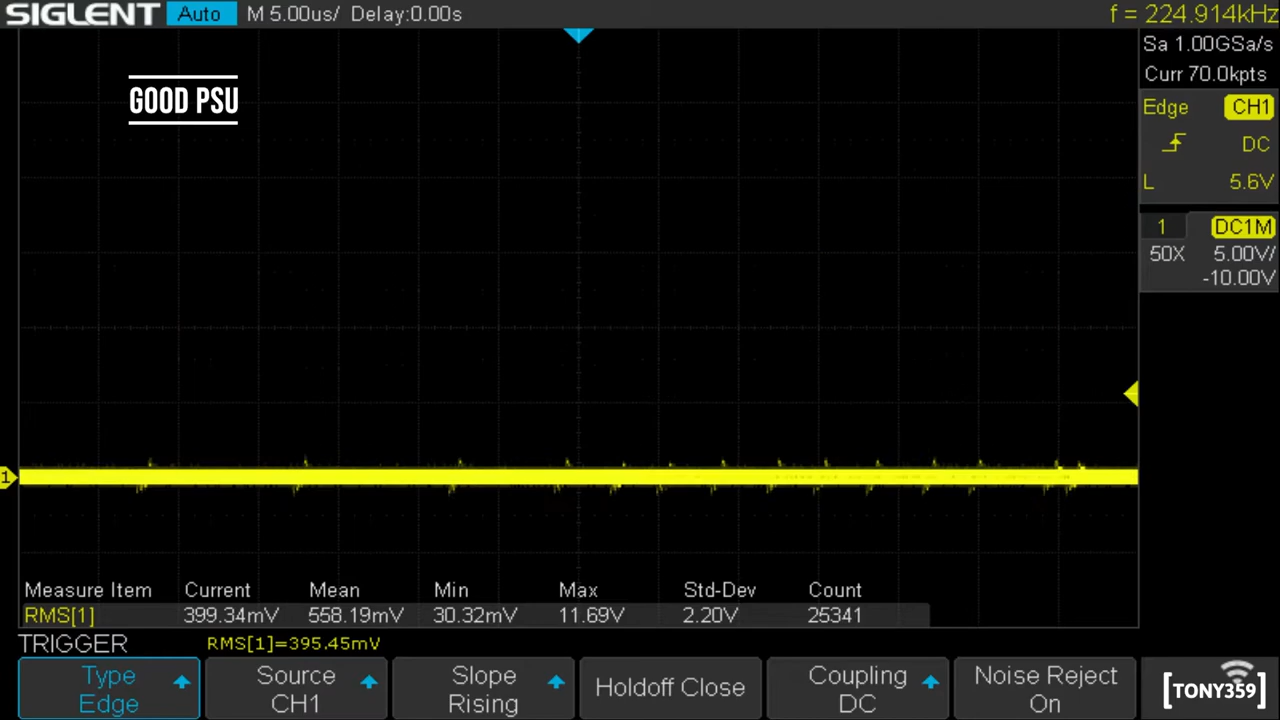 SIGLENT Auto M 5.00us/ Delay:0.00s f = 224.914kHz
Sa 1.00GSa/s
Curr 70.0kpts
GOOD PSU
Edge CH1
DC
L 5.6V
1 DC1M
50X 5.00V/
-10.00V
1
Measure Item Current Mean Min Max Std-Dev Count
RMS[1] 399.34mV 558.19mV 30.32mV 11.69V 2.20V 25341
TRIGGER RMS[1]=395.45mV
Type Source Slope Holdoff Close Coupling Noise Reject
Edge CH1 Rising DC On
[TONY359]